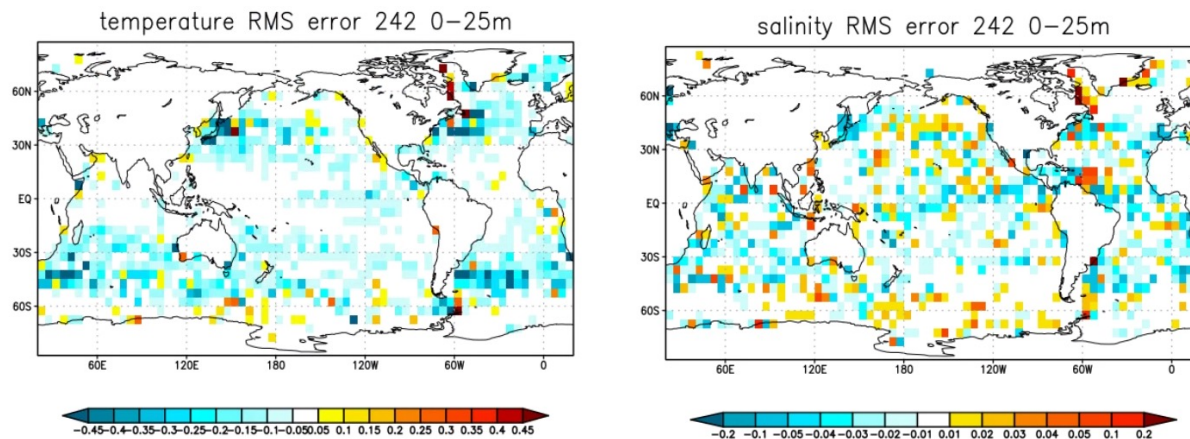 temperature RMS error 242 0-25m
60N
30N
EQ
30S
60S
60E 120E 180 120W 60W 0
-0.45-0.4-0.35-0.3-0.25-0.2-0.15-0.1-0.050.05 0.1 0.15 0.2 0.25 0.3 0.35 0.4 0.45
salinity RMS error 242 0-25m
60N
30N
EQ
30S
60S
60E 120E 180 120W 60W 0
-0.2 -0.1 -0.05 -0.04 -0.03 -0.02 -0.01 0.01 0.02 0.03 0.04 0.05 0.1 0.2